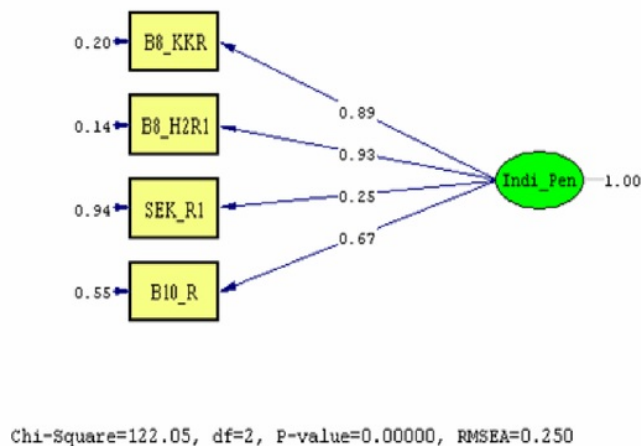 0.20
B8_KKR
0.89
0.14
B8_H2R1
0.93
Indi_Pen
1.00
0.94
SEK_R1
0.25
0.67
0.55
B10_R
Chi-Square=122.05, df=2, P-value=0.00000, RMSEA=0.250